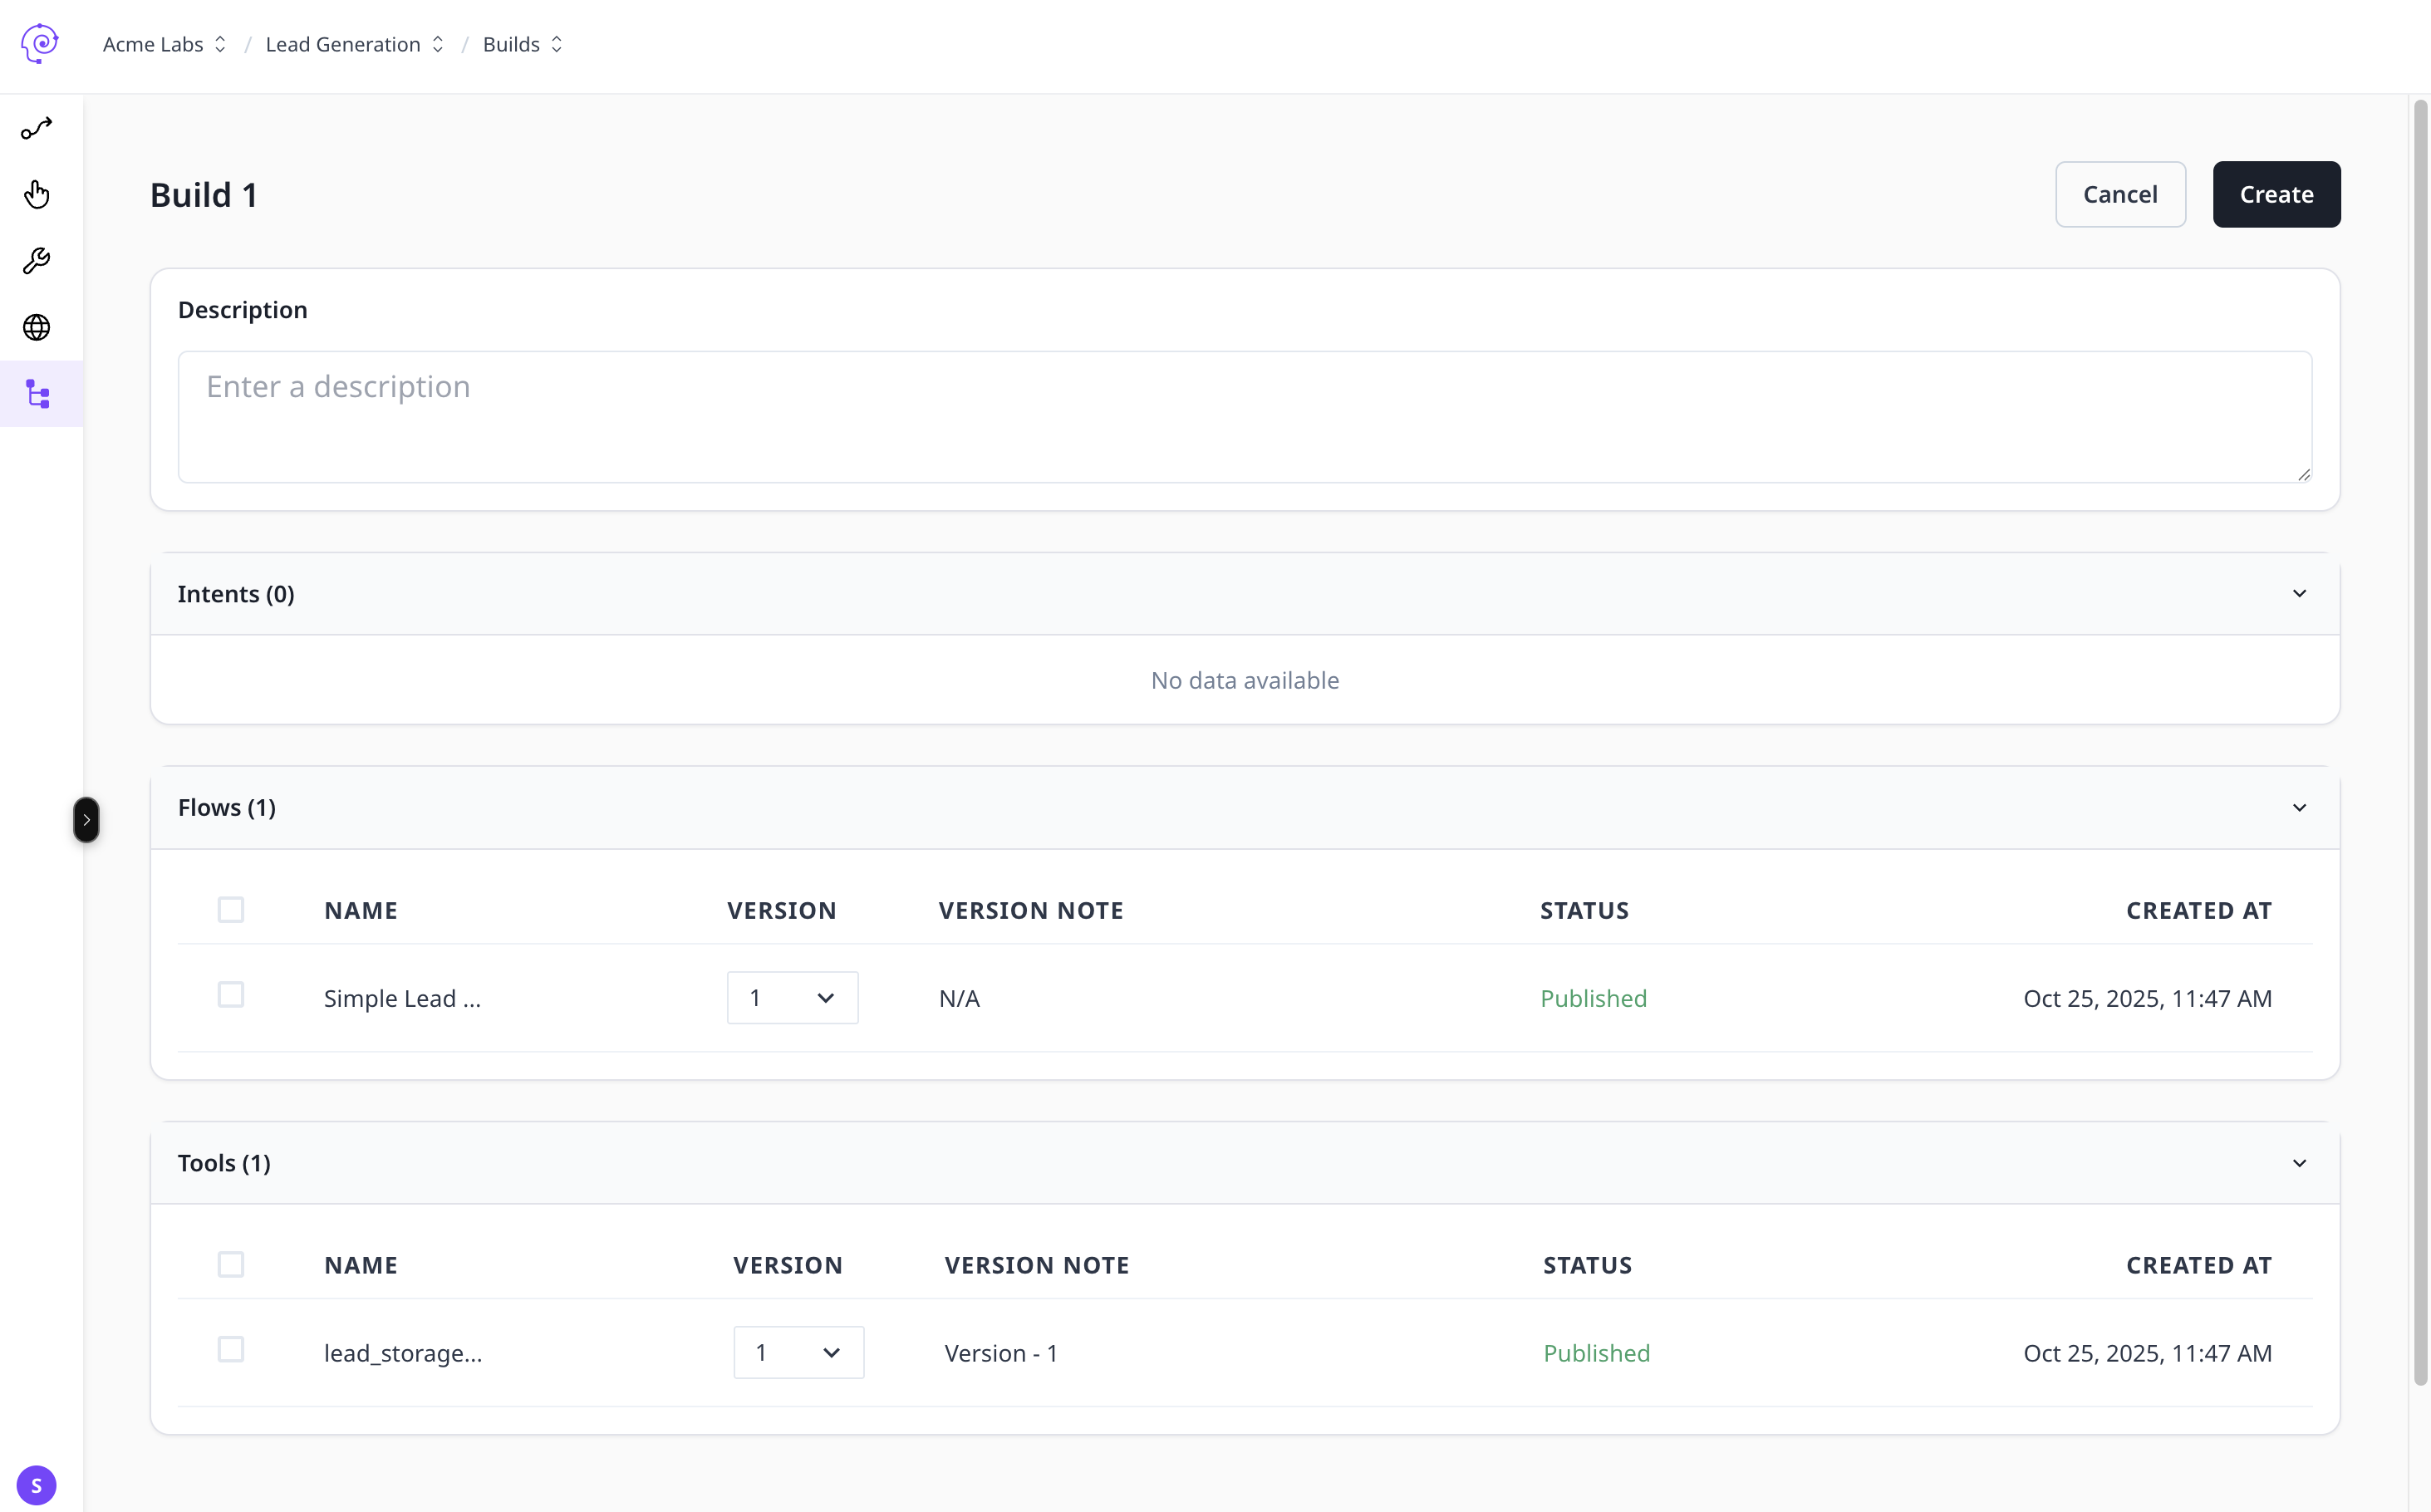 Acme Labs / Lead Generation / Builds
Build 1
Cancel
Create
Description
Enter a description
Intents (0)
No data available
Flows (1)
NAME VERSION VERSION NOTE STATUS CREATED AT
Simple Lead ... 1 N/A Published Oct 25, 2025, 11:47 AM
Tools (1)
NAME VERSION VERSION NOTE STATUS CREATED AT
lead_storage... 1 Version - 1 Published Oct 25, 2025, 11:47 AM
S